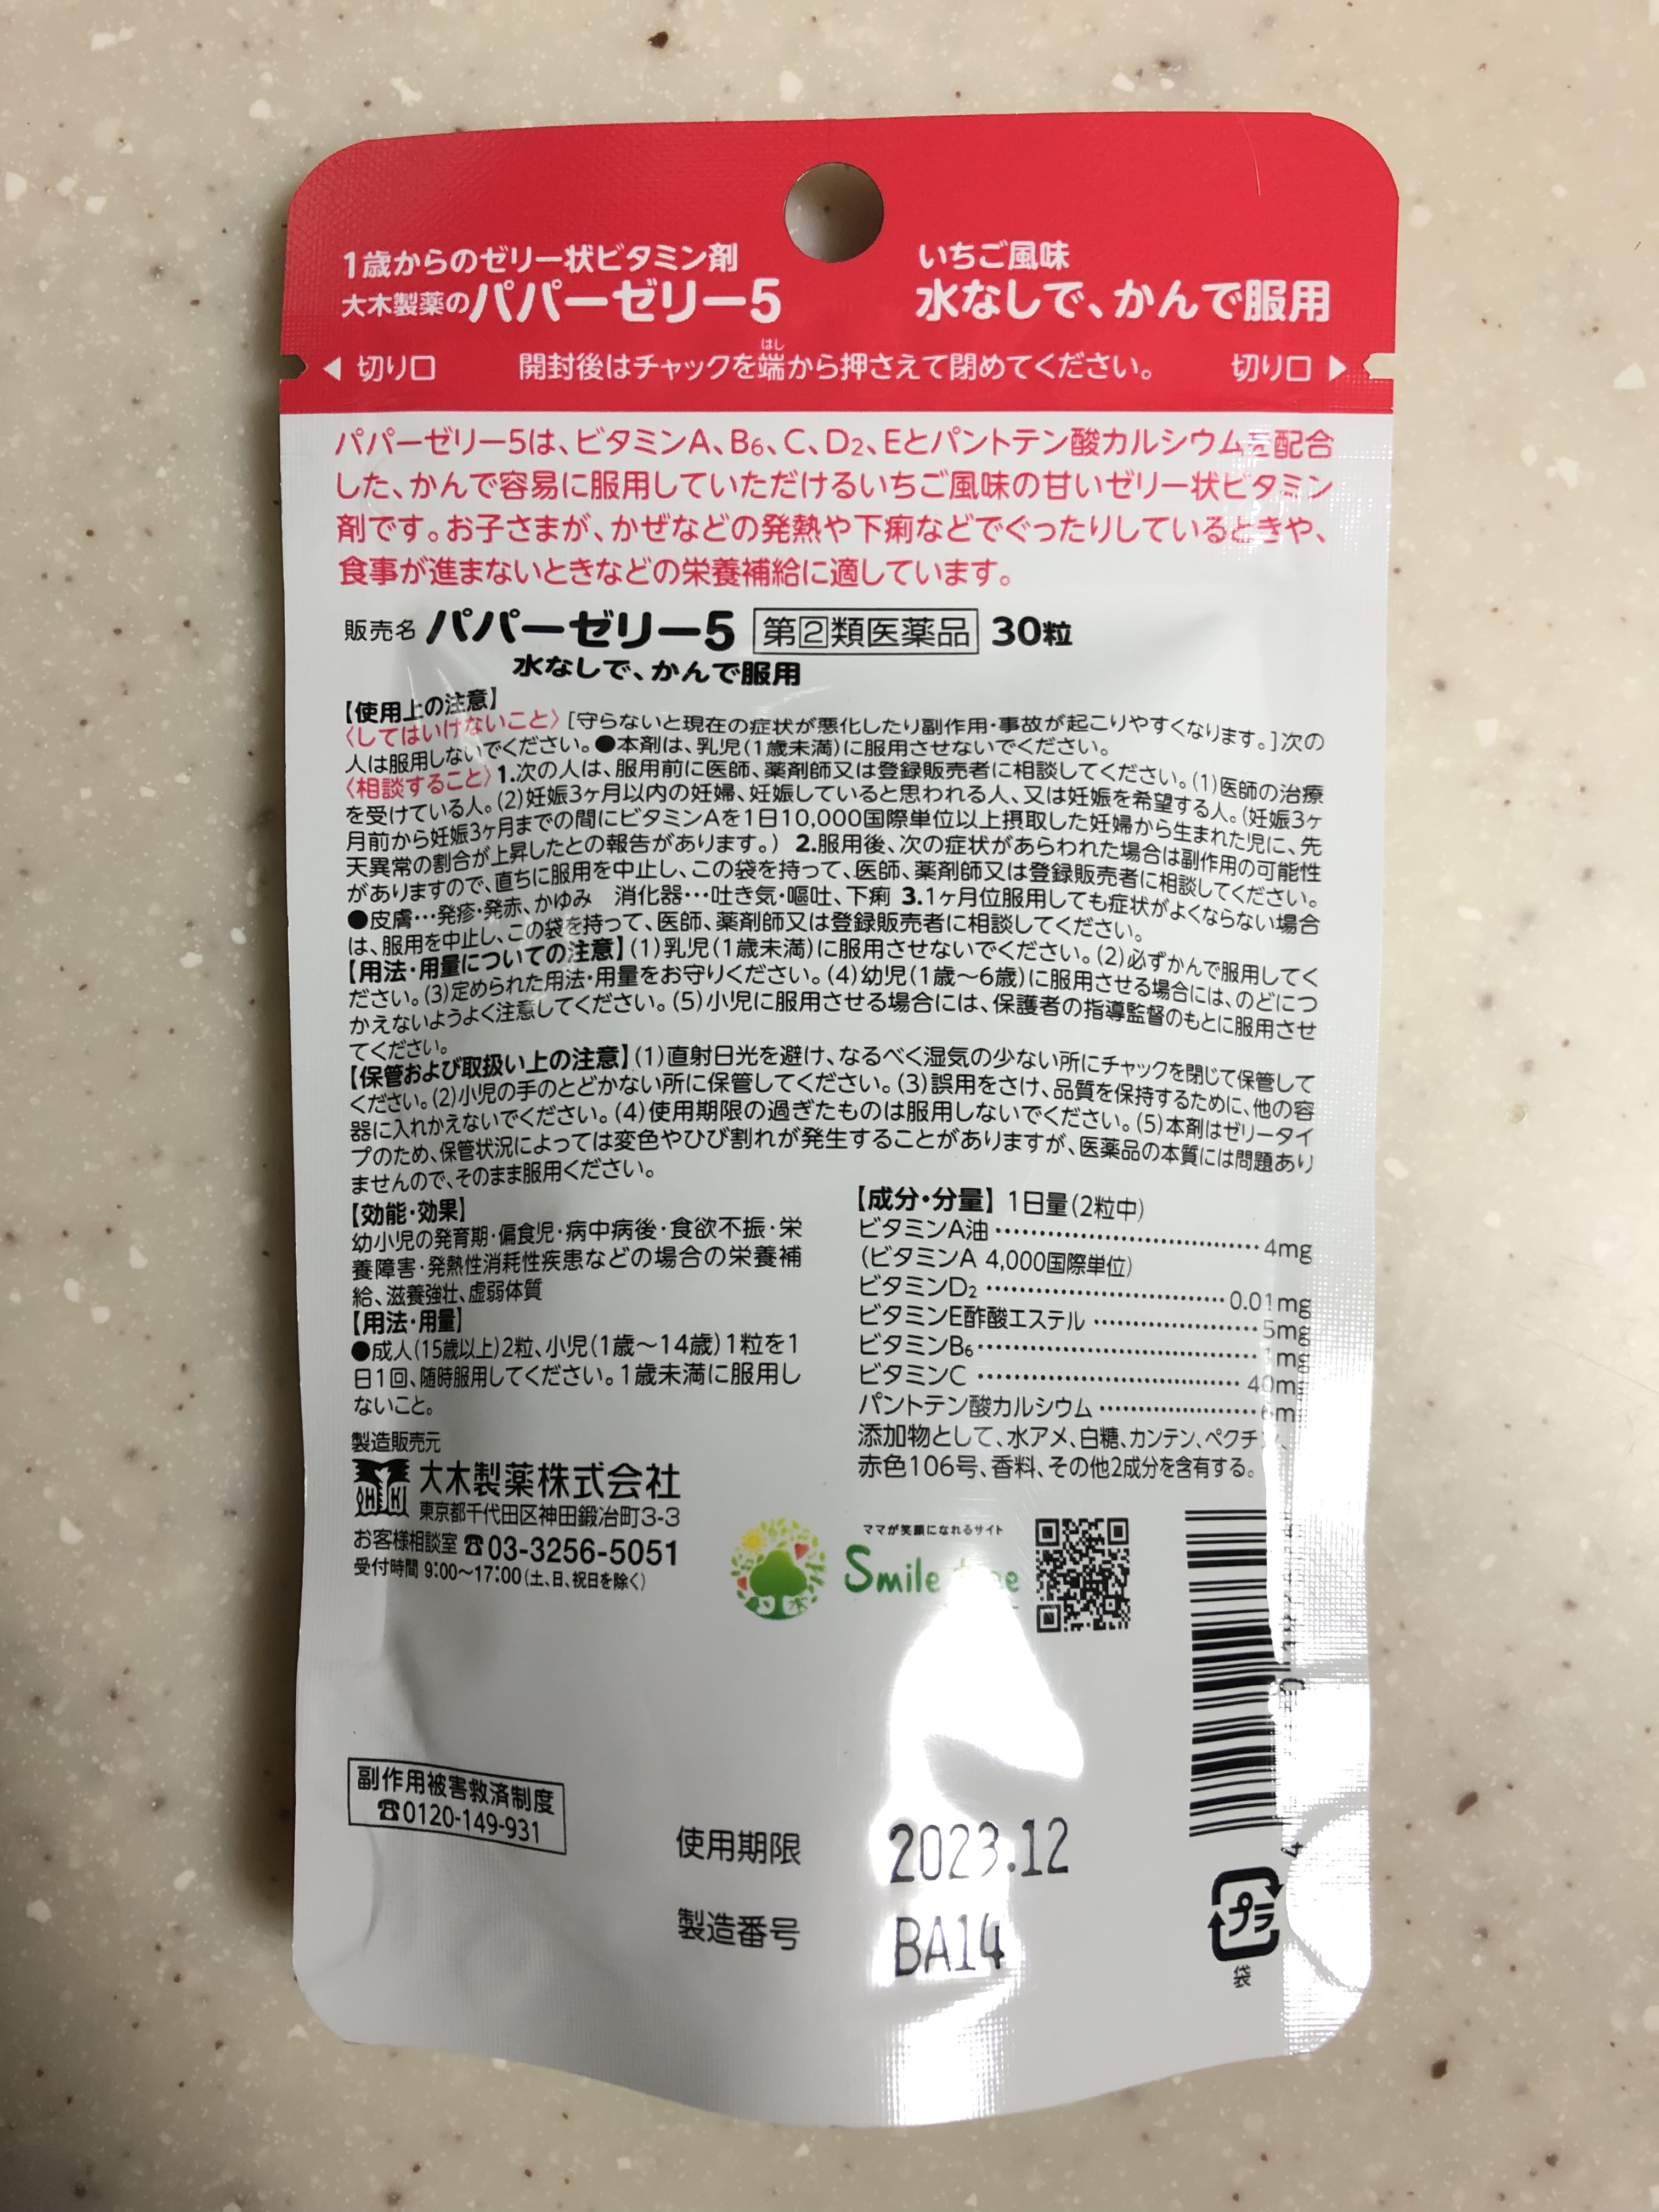 1歳からのゼリー状ビタミン剤
大木製薬のパパーゼリー5
いちご風味
水なしで、かんで服用
◀ 切り口
開封後はチャックを端から押さえて閉めてください。
はし
切り口 ▶
パパーゼリー5は、ビタミンA、B6、C、D2、Eとパントテン酸カルシウムを配合
した、かんで容易に服用していただけるいちご風味の甘いゼリー状ビタミン
剤です。お子さまが、かぜなどの発熱や下痢などでぐったりしているときや、
食事が進まないときなどの栄養補給に適しています。
販売名 パパーゼリー5 第②類医薬品 30粒
水なしで、かんで服用
【使用上の注意】
〈してはいけないこと〉[守らないと現在の症状が悪化したり副作用・事故が起こりやすくなります。]次の
人は服用しないでください。●本剤は、乳児(1歳未満)に服用させないでください。
〈相談すること〉1.次の人は、服用前に医師、薬剤師又は登録販売者に相談してください。(1)医師の治療
を受けている人。(2)妊娠3ヶ月以内の妊婦、妊娠していると思われる人、又は妊娠を希望する人。(妊娠3ヶ
月前から妊娠3ヶ月までの間にビタミンAを1日10,000国際単位以上摂取した妊婦から生まれた児に、先
天異常の割合が上昇したとの報告があります。) 2.服用後、次の症状があらわれた場合は副作用の可能性
がありますので、直ちに服用を中止し、この袋を持って、医師、薬剤師又は登録販売者に相談してください。
●皮膚…発疹・発赤、かゆみ 消化器…吐き気・嘔吐、下痢 3.1ヶ月位服用しても症状がよくならない場合
は、服用を中止し、この袋を持って、医師、薬剤師又は登録販売者に相談してください。
【用法・用量についての注意】(1)乳児(1歳未満)に服用させないでください。(2)必ずかんで服用してく
ださい。(3)定められた用法・用量をお守りください。(4)幼児(1歳〜6歳)に服用させる場合には、のどにつ
かえないようよく注意してください。(5)小児に服用させる場合には、保護者の指導監督のもとに服用させ
てください。
【保管および取扱い上の注意】(1)直射日光を避け、なるべく湿気の少ない所にチャックを閉じて保管して
ください。(2)小児の手のとどかない所に保管してください。(3)誤用をさけ、品質を保持するために、他の容
器に入れかえないでください。(4)使用期限の過ぎたものは服用しないでください。(5)本剤はゼリータイ
プのため、保管状況によっては変色やひび割れが発生することがありますが、医薬品の本質には問題あり
ませんので、そのまま服用ください。
【効能・効果】
幼小児の発育期・偏食児・病中病後・食欲不振・栄
養障害・発熱性消耗性疾患などの場合の栄養補
給、滋養強壮、虚弱体質
【用法・用量】
●成人(15歳以上)2粒、小児(1歳〜14歳)1粒を1
日1回、随時服用してください。1歳未満に服用し
ないこと。
【成分・分量】 1日量(2粒中)
ビタミンA油 ………… 4mg
(ビタミンA 4,000国際単位)
ビタミンD2 ………… 0.01mg
ビタミンE酢酸エステル ………… 5mg
ビタミンB6 ………… mg
ビタミンC ………… 40m
パントテン酸カルシウム …………
添加物として、水アメ、白糖、カンテン、ペクチン、
赤色106号、香料、その他2成分を含有する。
製造販売元
大木製薬株式会社
東京都千代田区神田鍛冶町3-3
お客様相談室 ☎03-3256-5051
受付時間 9:00〜17:00(土、日、祝日を除く)
ママが笑顔になれるサイト
Smile
副作用被害救済制度
☎0120-149-931
使用期限 2023.12
製造番号 BA14
プラ
袋